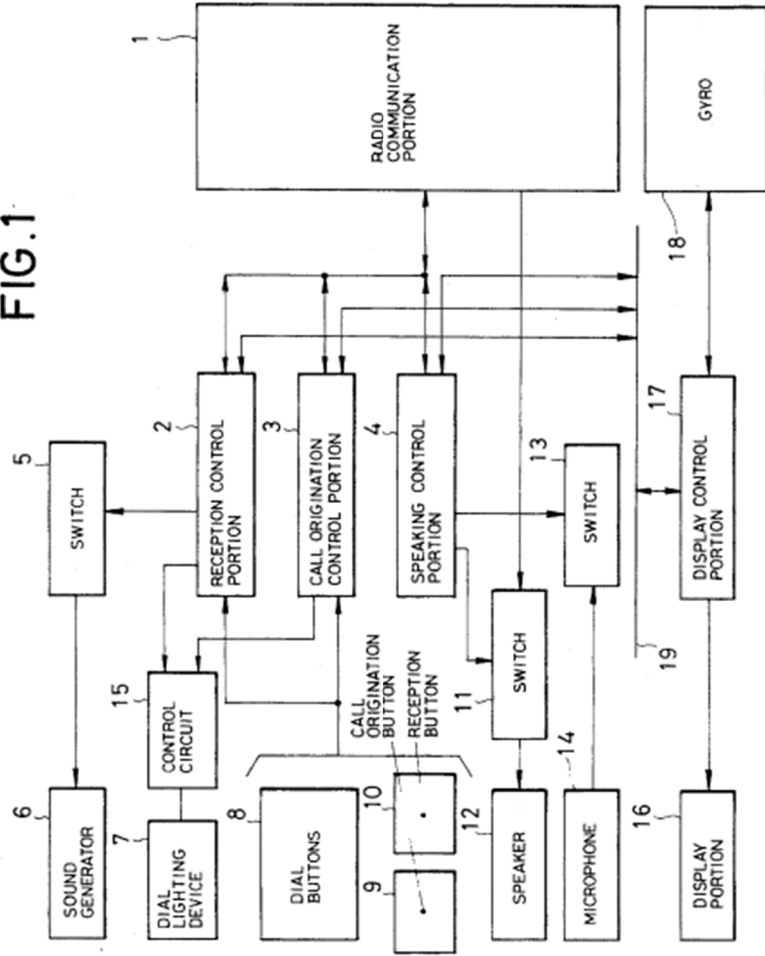 FIG.1
6
SOUND
GENERATOR
5
SWITCH
1
RADIO
COMMUNICATION
PORTION
7
DIAL
LIGHTING
DEVICE
15
CONTROL
CIRCUIT
2
RECEPTION CONTROL
PORTION
8
DIAL
BUTTONS
3
CALL ORIGINATION
CONTROL PORTION
9
10
CALL
ORIGINATION
BUTTON
RECEPTION
BUTTON
4
SPEAKING CONTROL
PORTION
12
SPEAKER
11
SWITCH
14
MICROPHONE
13
SWITCH
19
16
DISPLAY
PORTION
17
DISPLAY CONTROL
PORTION
18
GYRO